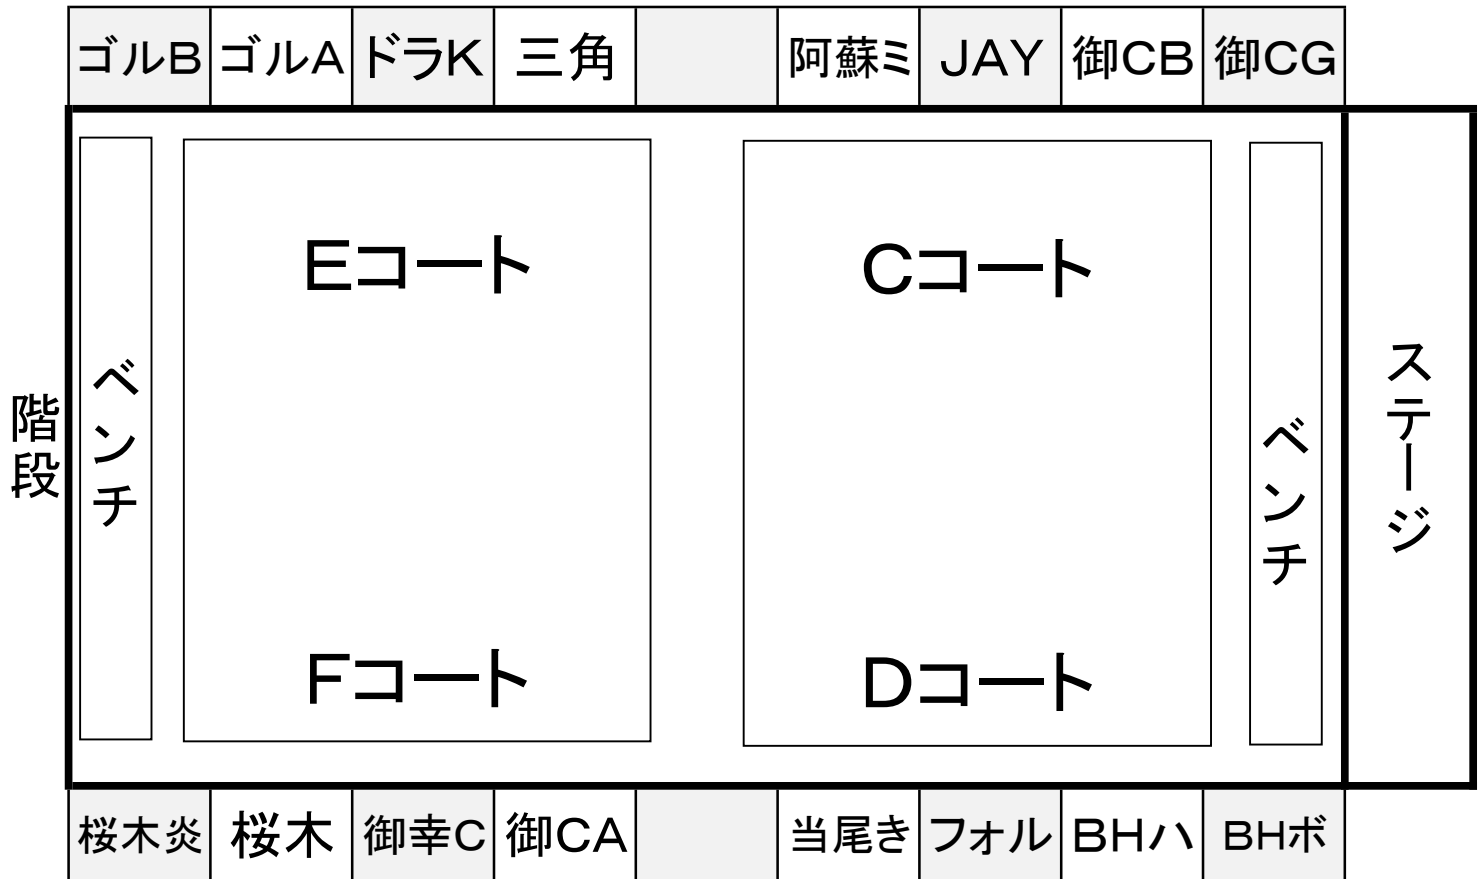 ゴルB ゴルA ドラK 三角 阿蘇ミ JAY 御CB 御CG
Eコート Cコート
階段
ベンチ
ベンチ
ステージ
Fコート Dコート
桜木炎 桜木 御幸C 御CA 当尾き フォル BHハ BHボ